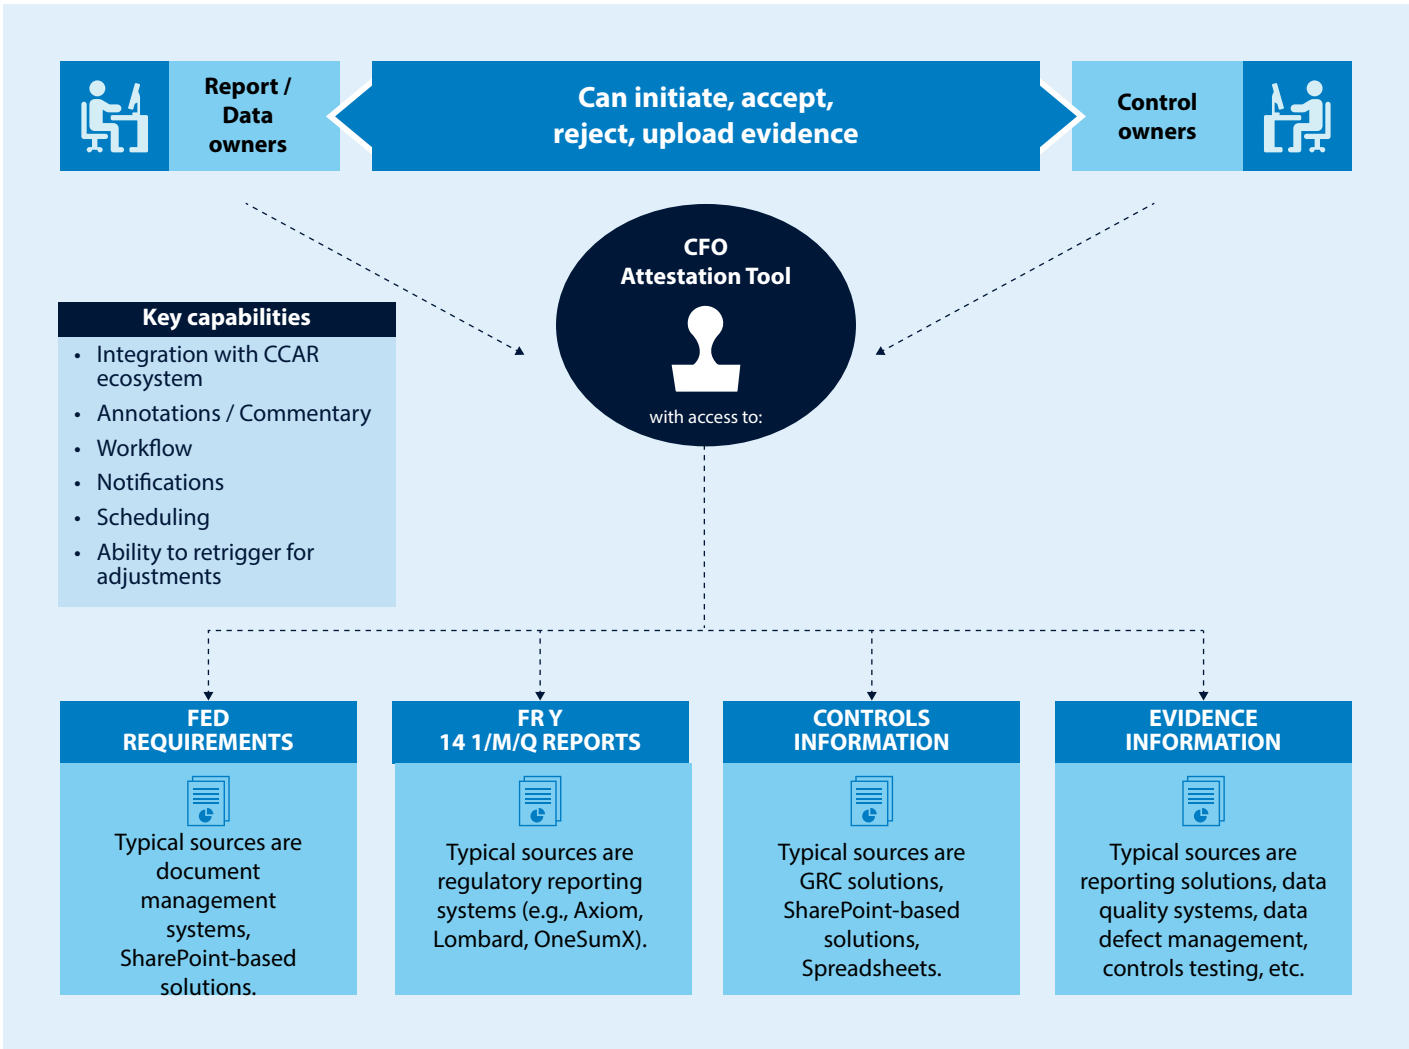 Report /
Data
owners
Can initiate, accept,
reject, upload evidence
Control
owners
CFO
Attestation Tool
with access to:
Key capabilities
• Integration with CCAR
ecosystem
• Annotations / Commentary
• Workflow
• Notifications
• Scheduling
• Ability to retrigger for
adjustments
FED
REQUIREMENTS
Typical sources are
document
management
systems,
SharePoint-based
solutions.
FR Y
14 1/M/Q REPORTS
Typical sources are
regulatory reporting
systems (e.g., Axiom,
Lombard, OneSumX).
CONTROLS
INFORMATION
Typical sources are
GRC solutions,
SharePoint-based
solutions,
Spreadsheets.
EVIDENCE
INFORMATION
Typical sources are
reporting solutions, data
quality systems, data
defect management,
controls testing, etc.